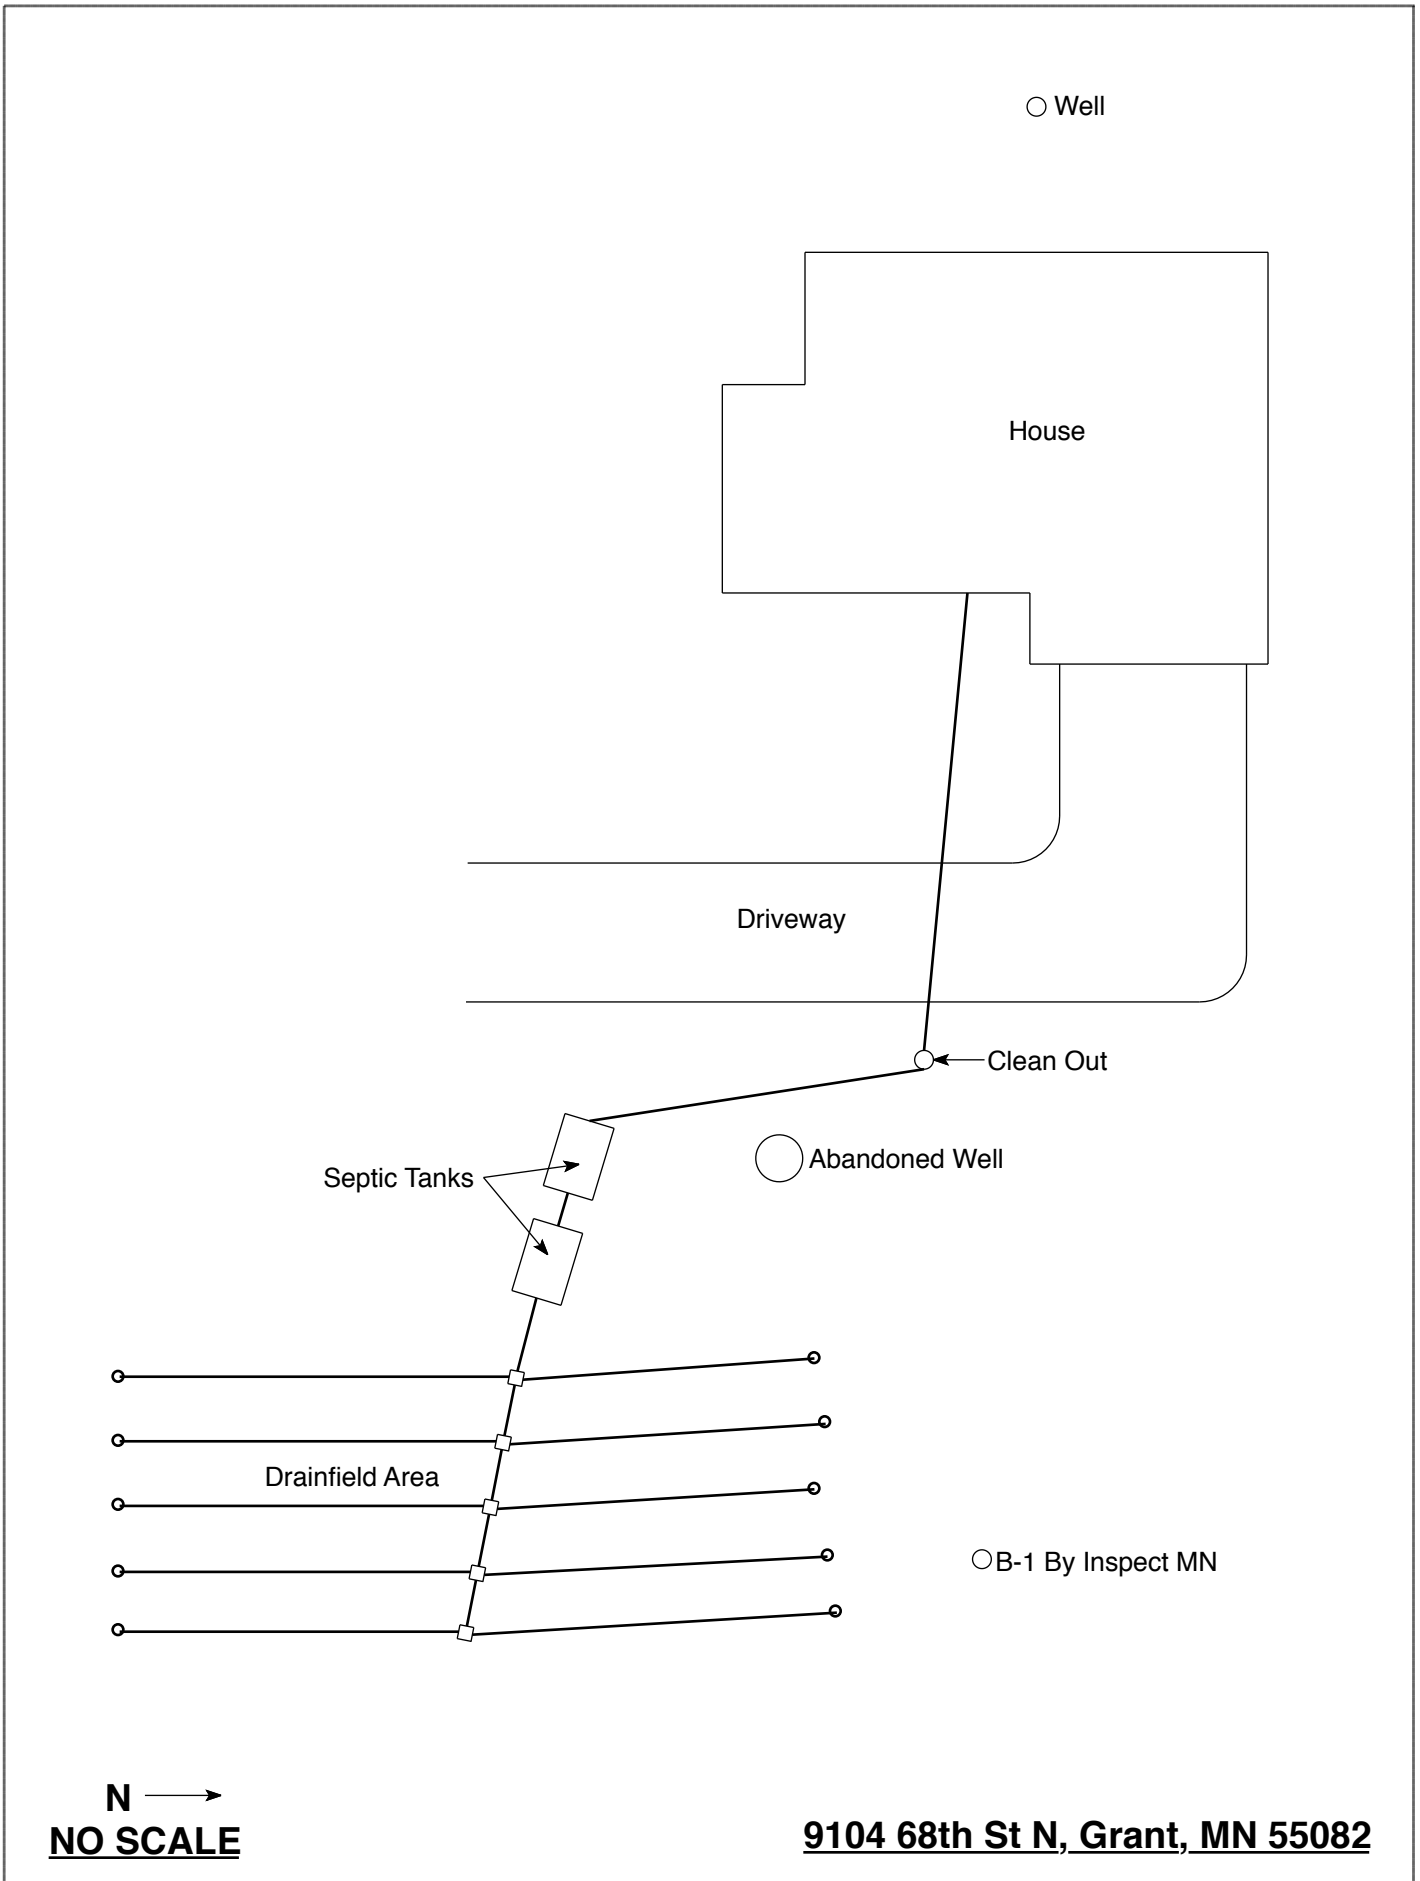 Well
House
Driveway
Clean Out
Abandoned Well
Septic Tanks
Drainfield Area
B-1 By Inspect MN
N
NO SCALE
9104 68th St N, Grant, MN 55082